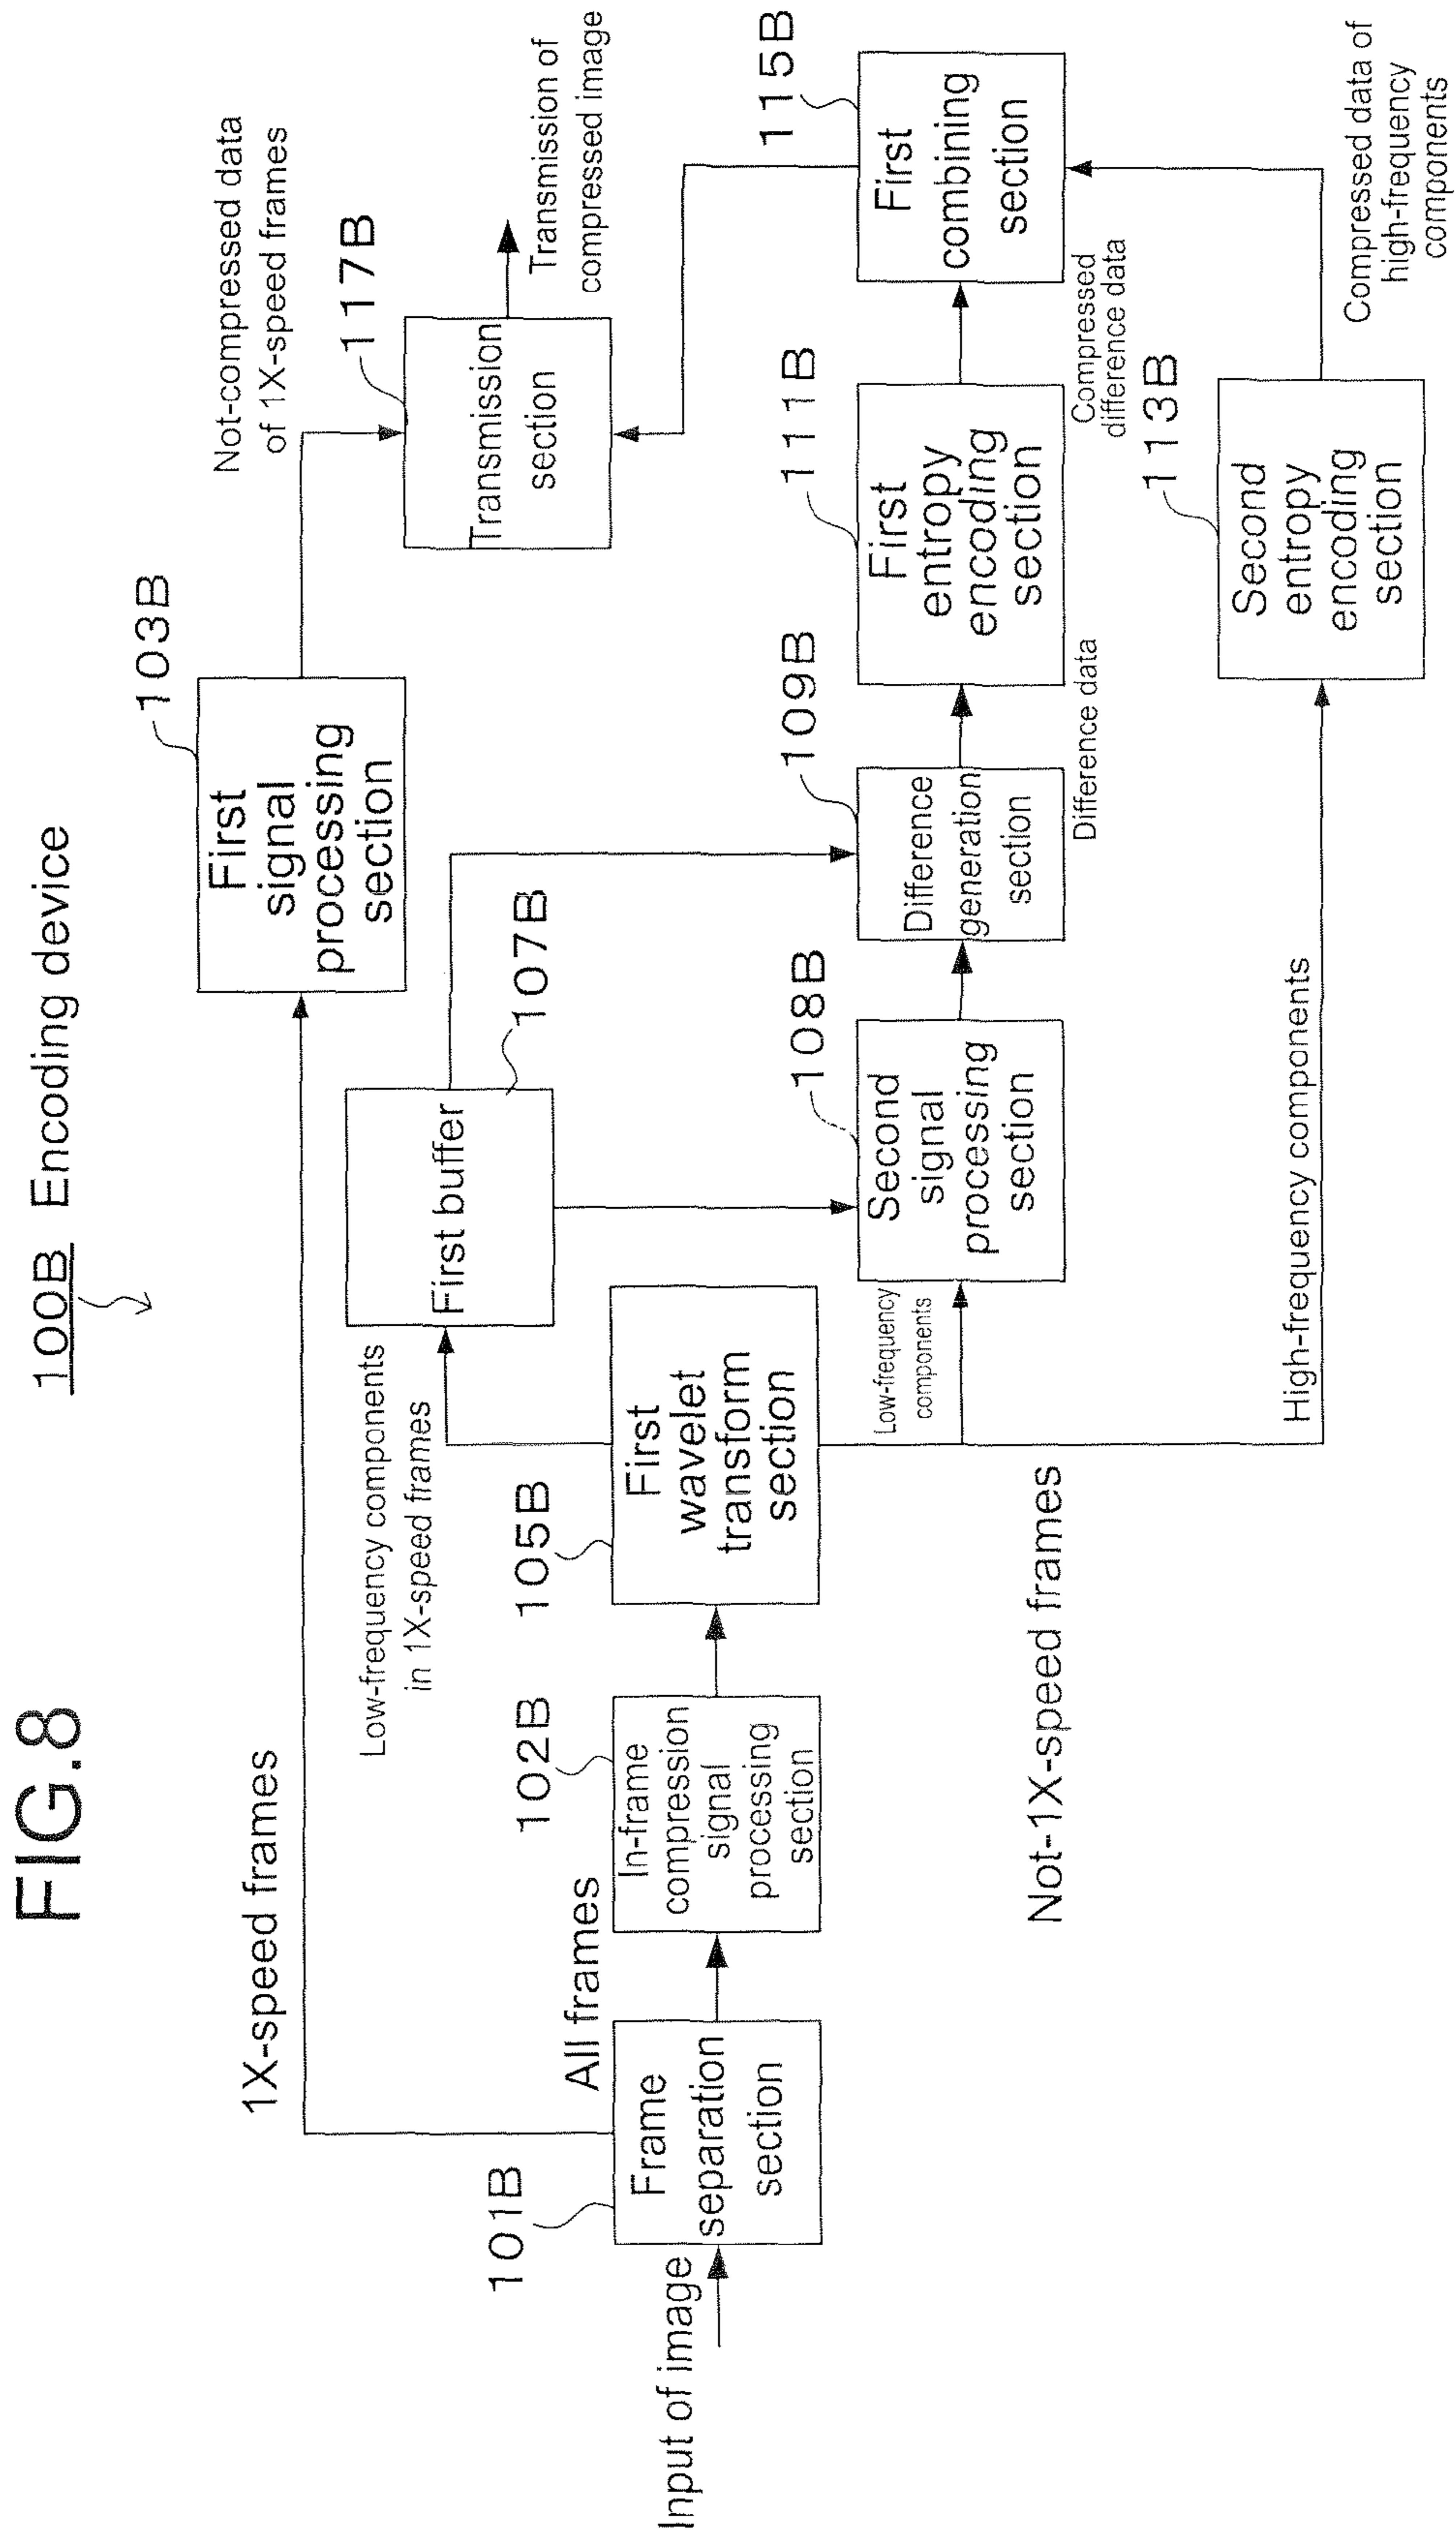 FIG.8
100B Encoding device
1X-speed frames
103B
First
signal
processing
section
Not-compressed data
of 1X-speed frames
117B
Transmission
section
Transmission of
compressed image
Low-frequency components
in 1X-speed frames
First buffer
107B
Input of image
101B
Frame
separation
section
All frames
102B
In-frame
compression
signal
processing
section
105B
First
wavelet
transform
section
Low-frequency
components
108B
Second
signal
processing
section
109B
Difference
generation
section
Difference data
111B
First
entropy
encoding
section
Compressed
difference data
115B
First
combining
section
Not-1X-speed frames
High-frequency components
113B
Second
entropy
encoding
section
Compressed data of
high-frequency
components